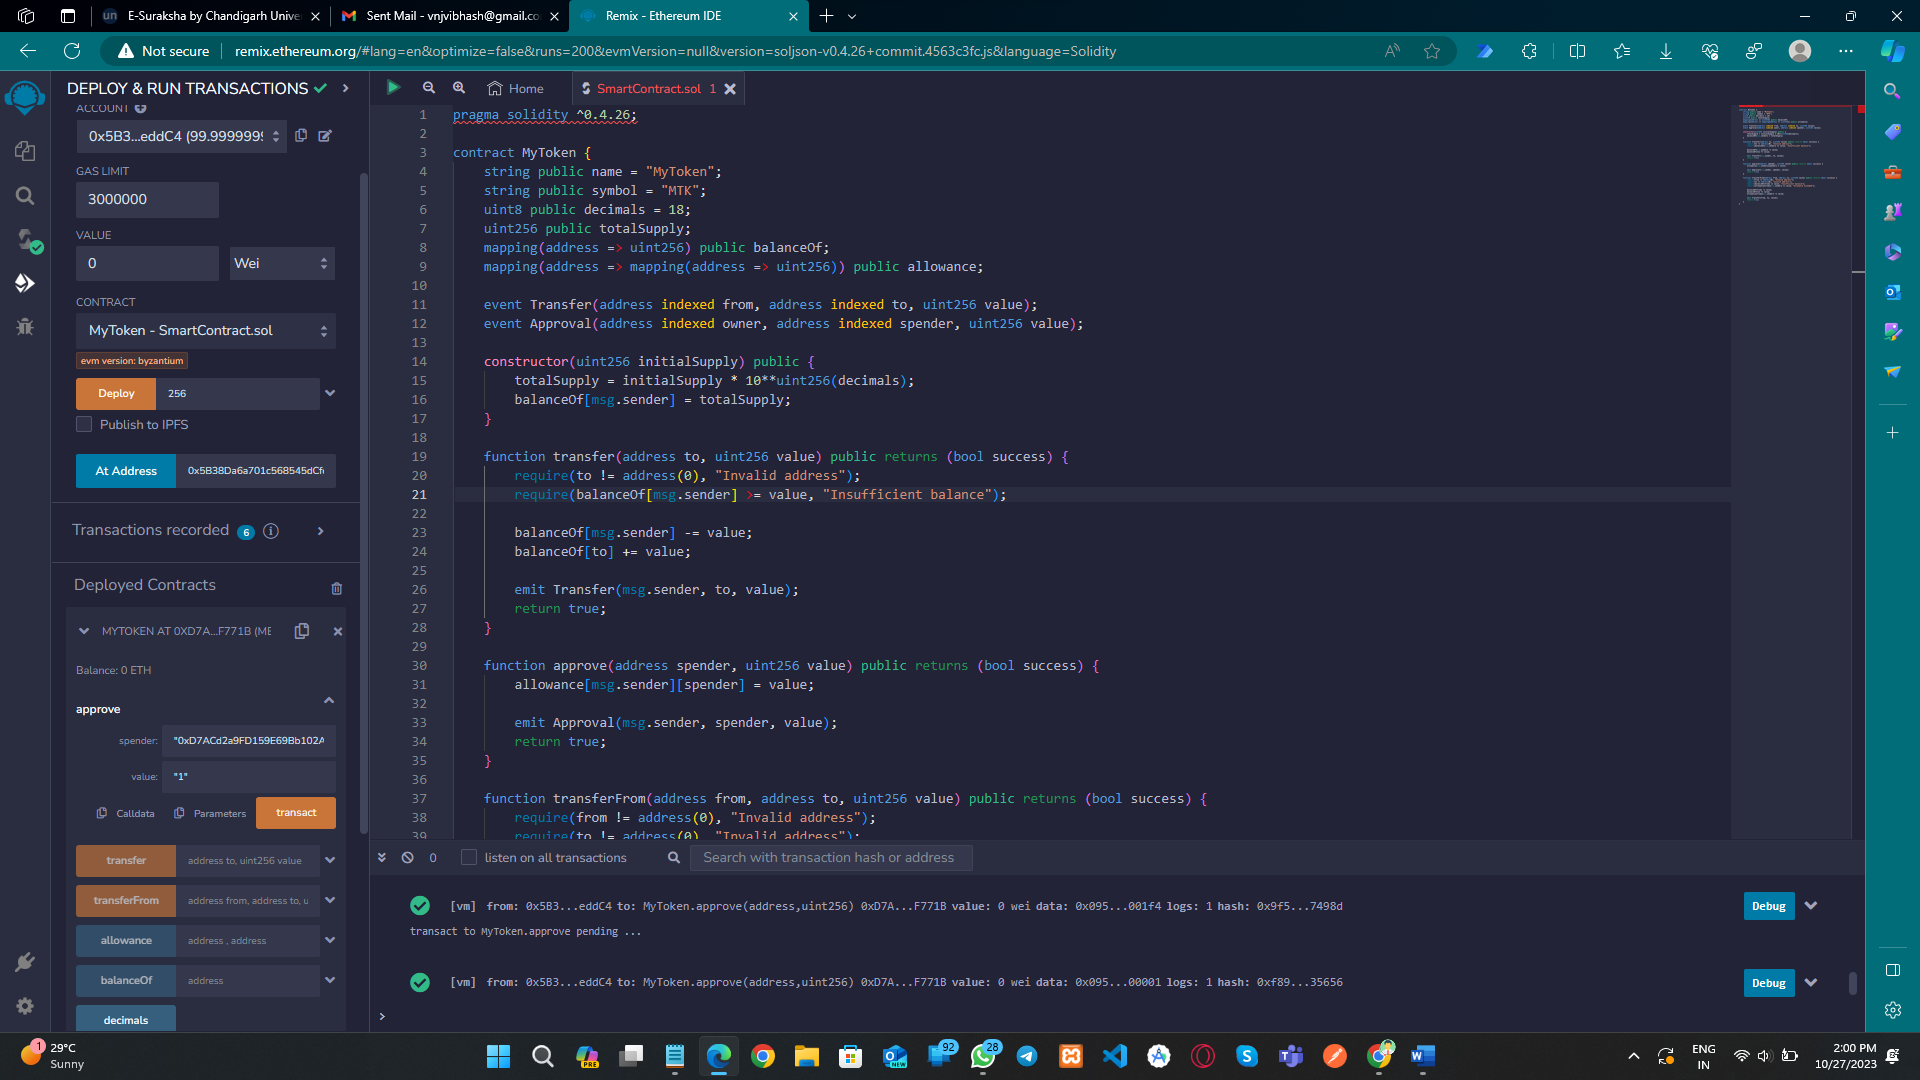 E-Suraksha by Chandigarh Unive
Sent Mail - vnjvibhash@gmail.co
Remix - Ethereum IDE
Not secure
remix.ethereum.org/#lang=en&optimize=false&runs=200&evmVersion=null&version=soljson-v0.4.26+commit.4563c3fc.js&language=Solidity
DEPLOY & RUN TRANSACTIONS
ACCOUNT
0x5B3...eddC4 (99.9999999
GAS LIMIT
3000000
VALUE
0
Wei
CONTRACT
MyToken - SmartContract.sol
evm version: byzantium
Deploy
256
Publish to IPFS
At Address
0x5B38Da6a701c568545dCf
Transactions recorded 6
Deployed Contracts
MYTOKEN AT 0XD7A...F771B (ME
Balance: 0 ETH
approve
spender: "0xD7ACd2a9FD159E69Bb102A
value: "1"
Calldata
Parameters
transact
transfer address to, uint256 value
transferFrom address from, address to, u
allowance address , address
balanceOf address
decimals
Home
SmartContract.sol 1
1 pragma solidity ^0.4.26;
2
3 contract MyToken {
4 string public name = "MyToken";
5 string public symbol = "MTK";
6 uint8 public decimals = 18;
7 uint256 public totalSupply;
8 mapping(address => uint256) public balanceOf;
9 mapping(address => mapping(address => uint256)) public allowance;
10
11 event Transfer(address indexed from, address indexed to, uint256 value);
12 event Approval(address indexed owner, address indexed spender, uint256 value);
13
14 constructor(uint256 initialSupply) public {
15 totalSupply = initialSupply * 10**uint256(decimals);
16 balanceOf[msg.sender] = totalSupply;
17 }
18
19 function transfer(address to, uint256 value) public returns (bool success) {
20 require(to != address(0), "Invalid address");
21 require(balanceOf[msg.sender] >= value, "Insufficient balance");
22
23 balanceOf[msg.sender] -= value;
24 balanceOf[to] += value;
25
26 emit Transfer(msg.sender, to, value);
27 return true;
28 }
29
30 function approve(address spender, uint256 value) public returns (bool success) {
31 allowance[msg.sender][spender] = value;
32
33 emit Approval(msg.sender, spender, value);
34 return true;
35 }
36
37 function transferFrom(address from, address to, uint256 value) public returns (bool success) {
38 require(from != address(0), "Invalid address");
39 require(to != address(0), "Invalid address");
0
listen on all transactions
Search with transaction hash or address
[vm] from: 0x5B3...eddC4 to: MyToken.approve(address,uint256) 0xD7A...F771B value: 0 wei data: 0x095...001f4 logs: 1 hash: 0x9f5...7498d
Debug
transact to MyToken.approve pending ...
[vm] from: 0x5B3...eddC4 to: MyToken.approve(address,uint256) 0xD7A...F771B value: 0 wei data: 0x095...00001 logs: 1 hash: 0xf89...35656
Debug
>
1
29°C
Sunny
PRE
NEW
92
28
ENG
IN
2:00 PM
10/27/2023